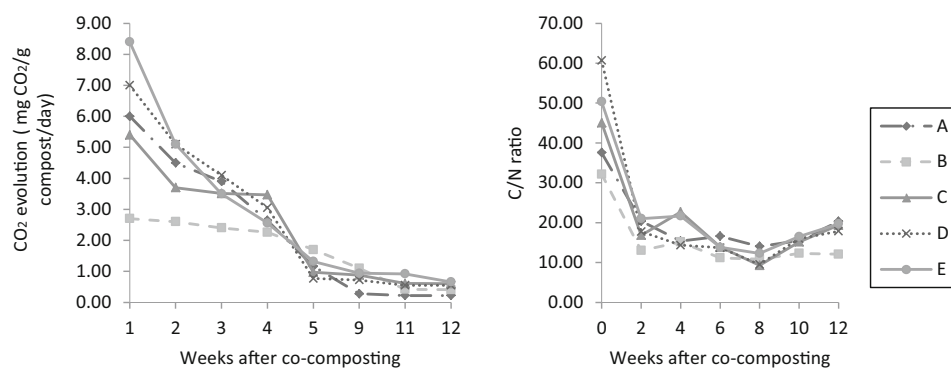 9.00
8.00
7.00
6.00
5.00
4.00
3.00
2.00
1.00
0.00
CO2 evolution ( mg CO2/g
compost/day)
1 2 3 4 5 9 11 12
Weeks after co-composting
70.00
60.00
50.00
40.00
30.00
20.00
10.00
0.00
C/N ratio
0 2 4 6 8 10 12
Weeks after co-composting
A
B
C
D
E